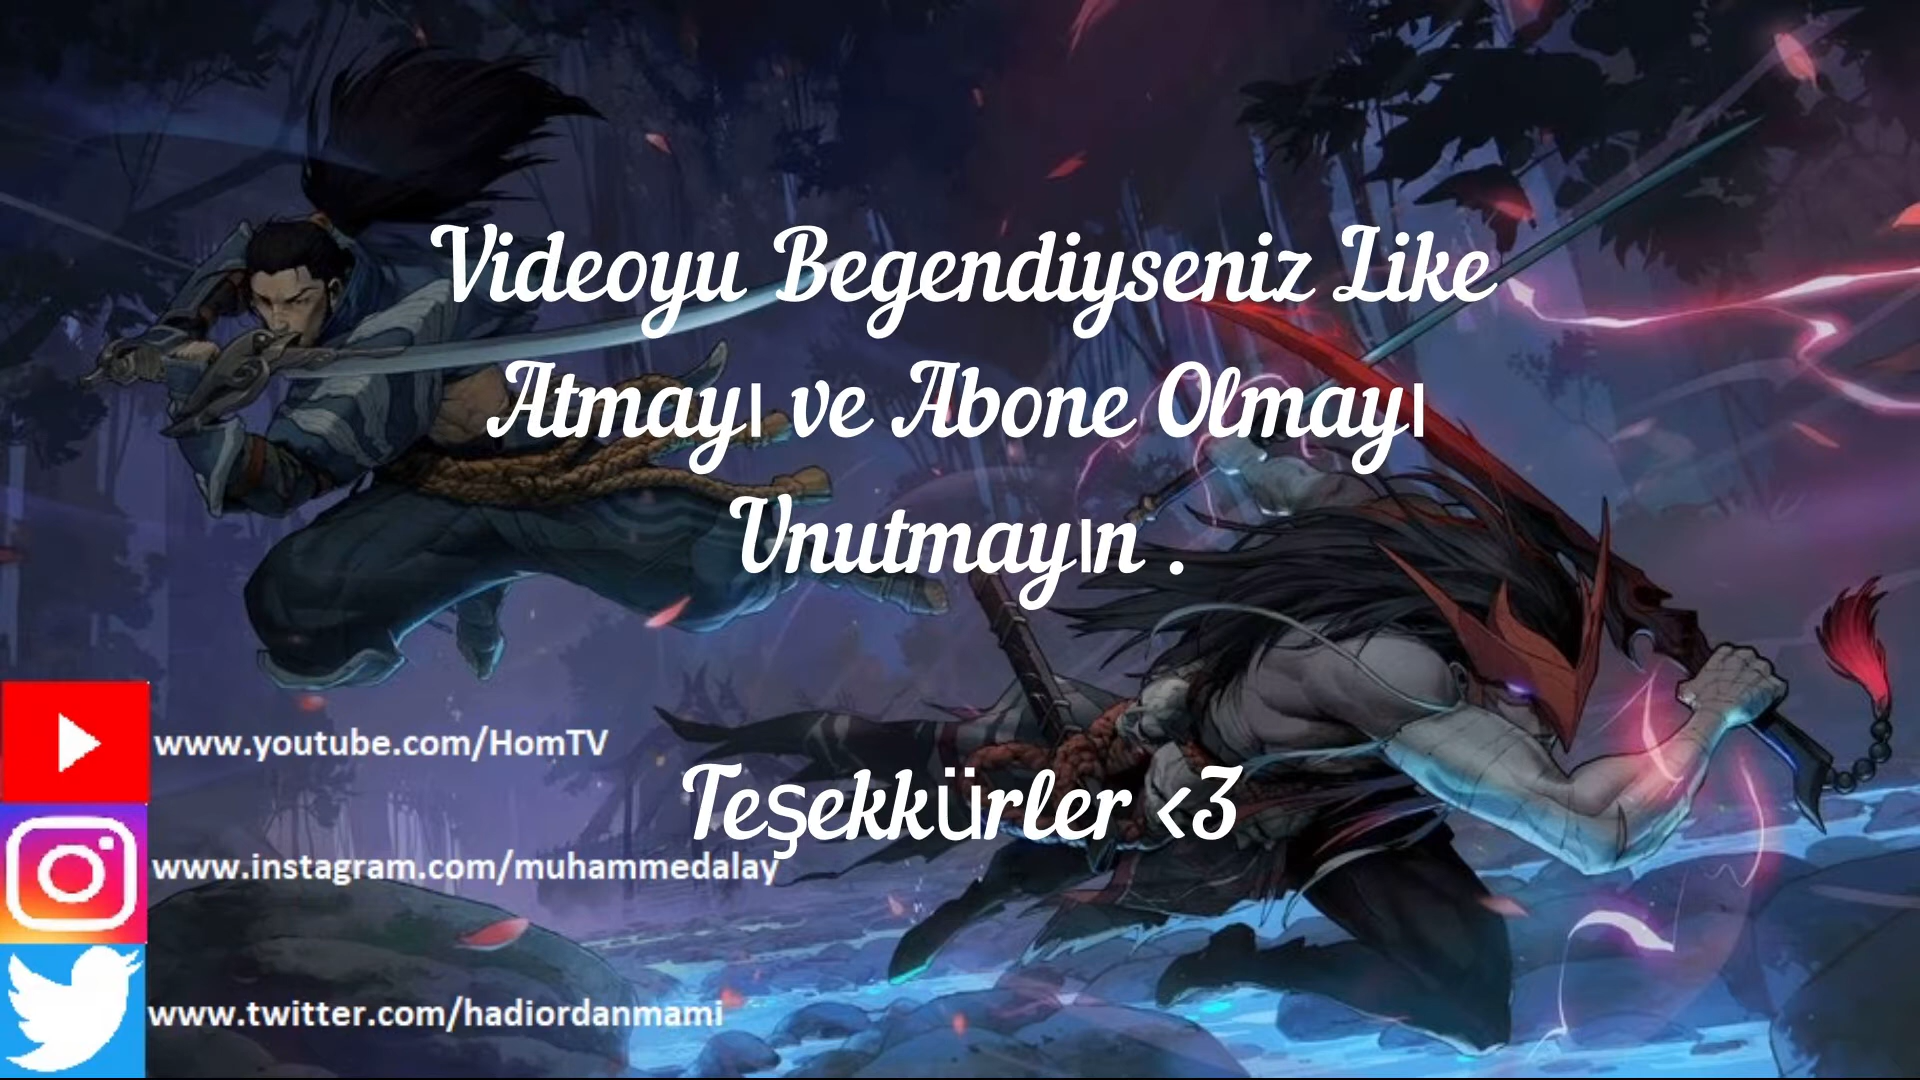 Videoyu Begendiyseniz Like
Atmayı ve Abone Olmayı
Unutmayın .
Teşekkürler <3
www.youtube.com/HomTV
www.instagram.com/muhammedalay
www.twitter.com/hadiordanmami